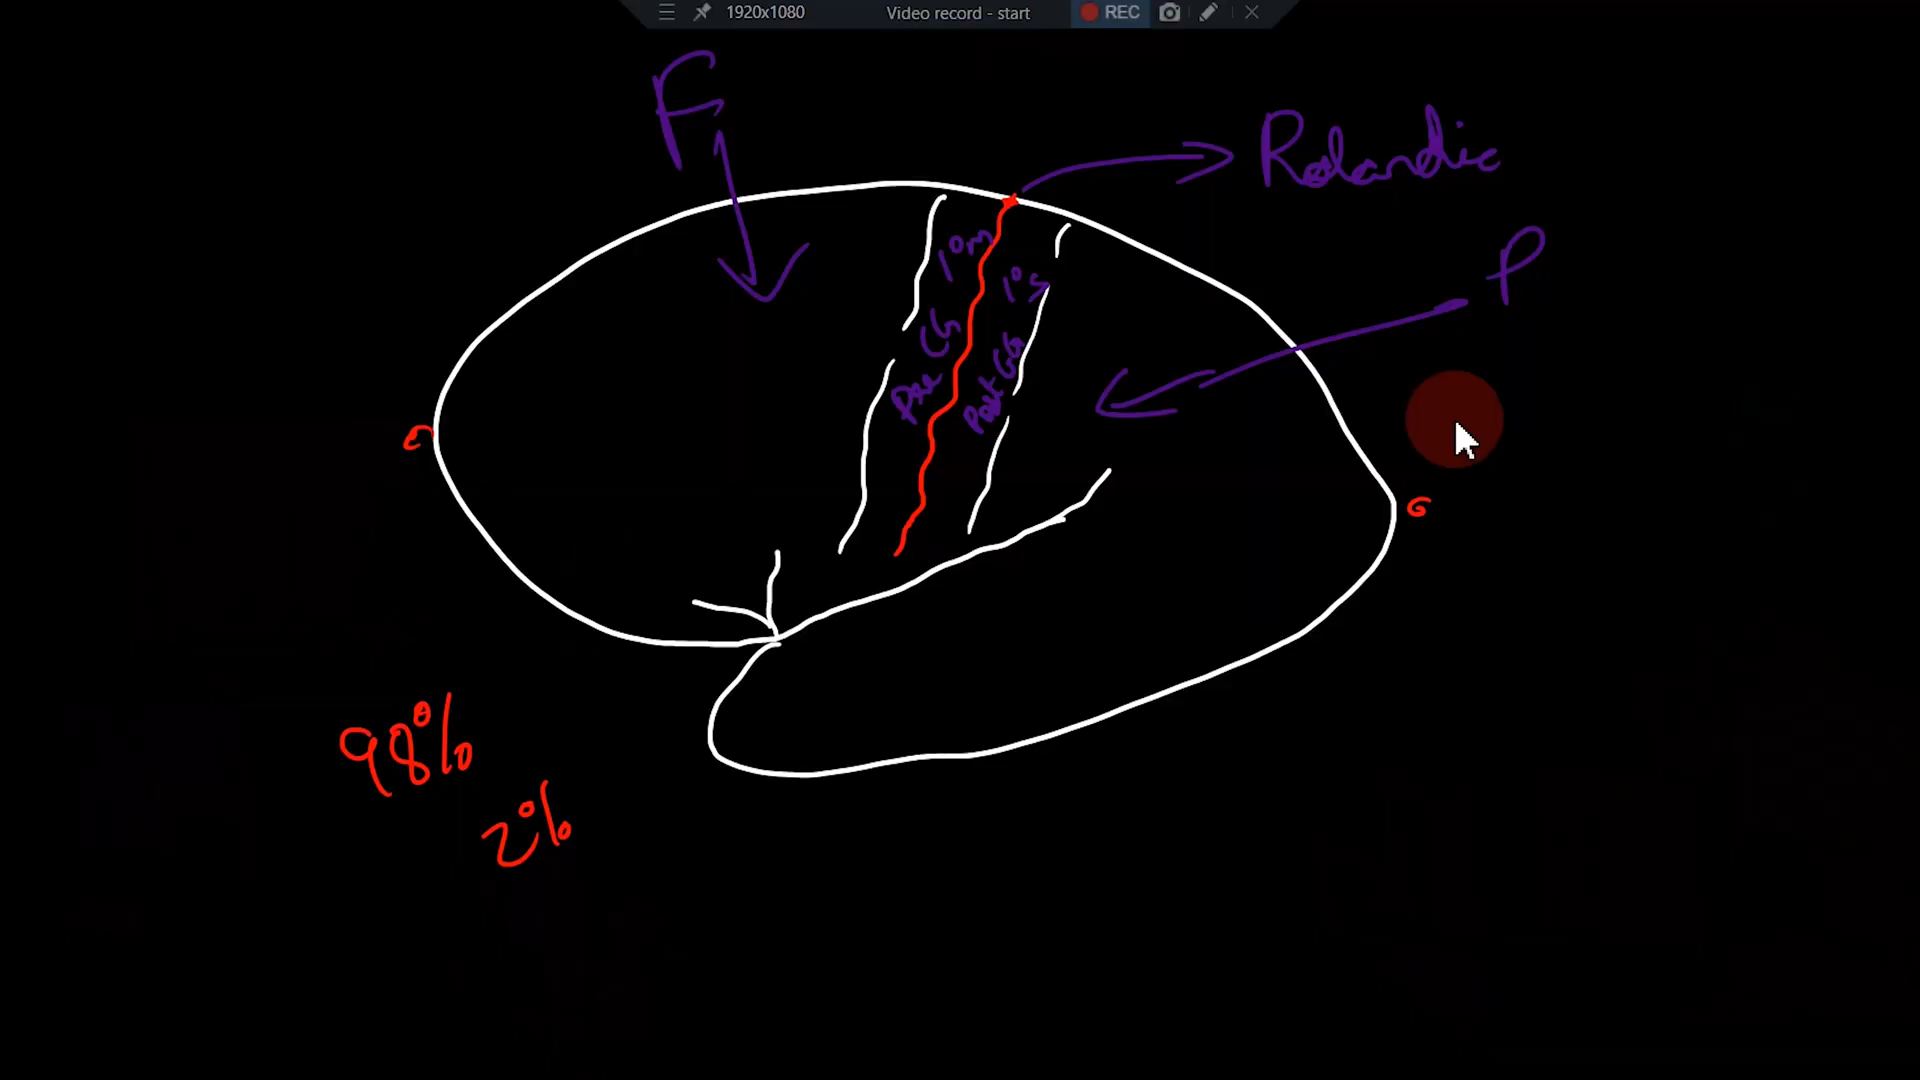 1920x1080 Video record - start REC
F
Rolandic
P
1°m
1°s
Pre CG
Post CG
98%
2%